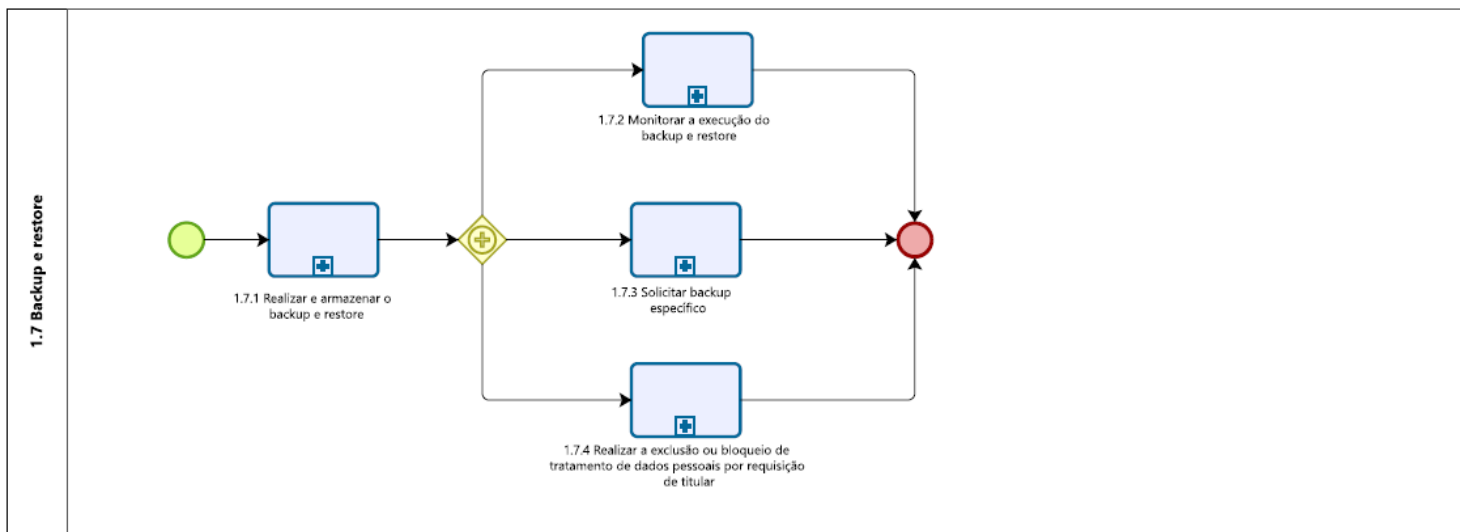 1.7 Backup e restore
1.7.1 Realizar e armazenar o
backup e restore
1.7.2 Monitorar a execução do
backup e restore
1.7.3 Solicitar backup
específico
1.7.4 Realizar a exclusão ou bloqueio de
tratamento de dados pessoais por requisição
de titular